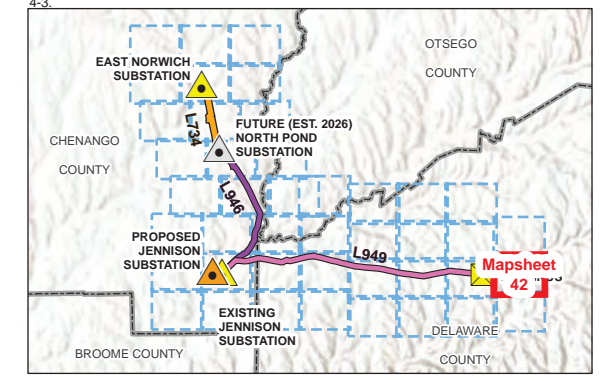 4-3.
OTSEGO
COUNTY
EAST NORWICH
SUBSTATION
L734
FUTURE (EST. 2026)
NORTH POND
SUBSTATION
CHENANGO
COUNTY
L946
PROPOSED
JENNISON
SUBSTATION
L949
Mapsheet
42
EXISTING
JENNISON
SUBSTATION
DELAWARE
COUNTY
BROOME COUNTY